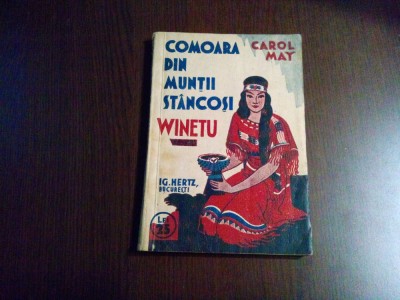 COMOARA
DIN
MUNȚII
STÂNCOȘI
WINETU
CAROL
MAY
IG. HERTZ,
BUCUREȘTI
Lei
25